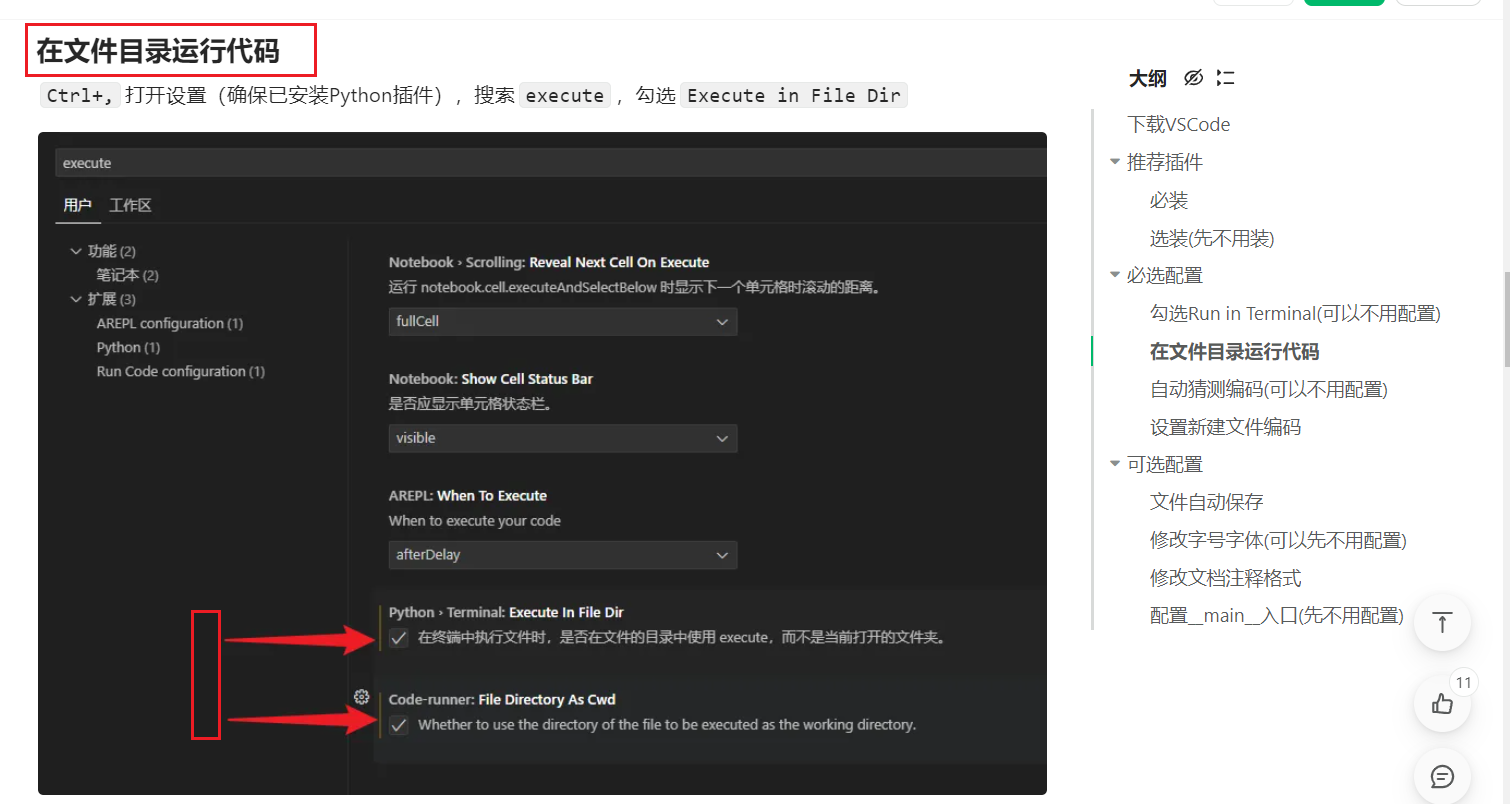 在文件目录运行代码
Ctrl+, 打开设置（确保已安装Python插件），搜索 execute ，勾选 Execute in File Dir
execute
用户 工作区
功能 (2)
笔记本 (2)
扩展 (3)
AREPL configuration (1)
Python (1)
Run Code configuration (1)
Notebook › Scrolling: Reveal Next Cell On Execute
运行 notebook.cell.executeAndSelectBelow 时显示下一个单元格时滚动的距离。
fullCell
Notebook: Show Cell Status Bar
是否应显示单元格状态栏。
visible
AREPL: When To Execute
When to execute your code
afterDelay
Python › Terminal: Execute In File Dir
在终端中执行文件时，是否在文件的目录中使用 execute，而不是当前打开的文件夹。
Code-runner: File Directory As Cwd
Whether to use the directory of the file to be executed as the working directory.
大纲
下载VSCode
推荐插件
必装
选装(先不用装)
必选配置
勾选Run in Terminal(可以不用配置)
在文件目录运行代码
自动猜测编码(可以不用配置)
设置新建文件编码
可选配置
文件自动保存
修改字号字体(可以先不用配置)
修改文档注释格式
配置__main__入口(先不用配置)
11